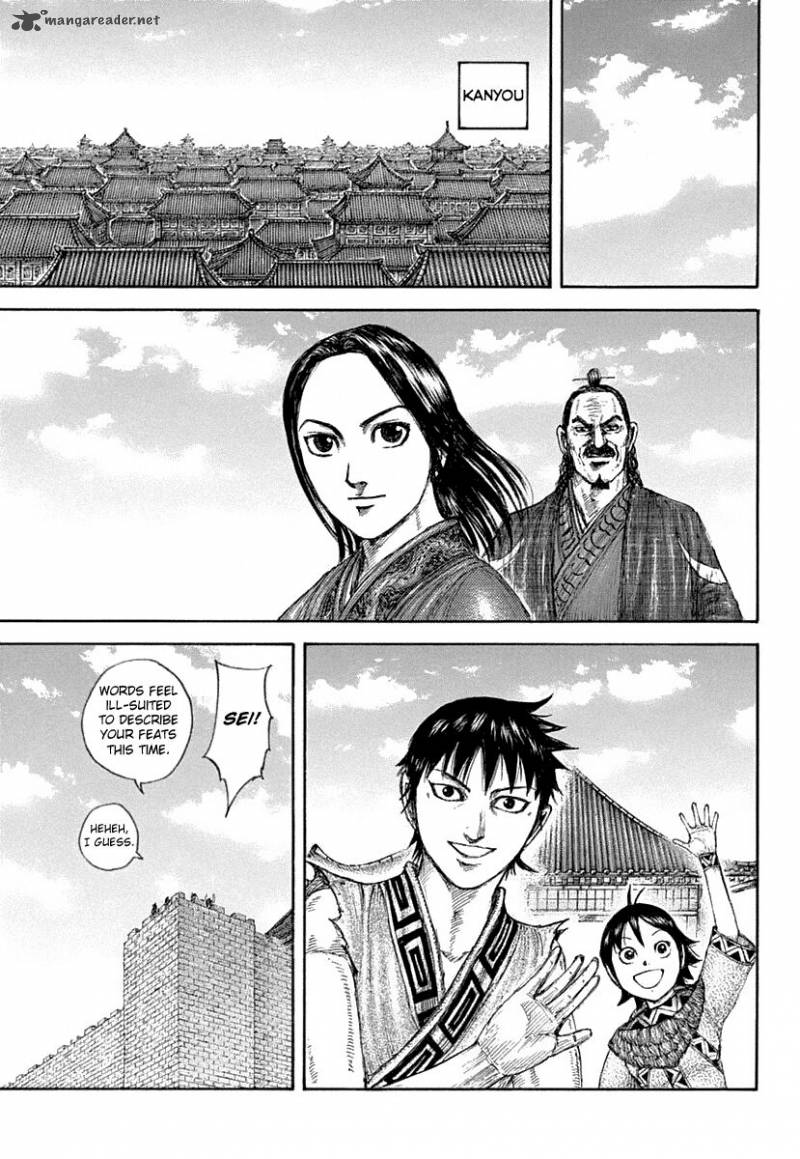 mangareader.net
KANYOU
SEI!
WORDS FEEL
ILL-SUITED
TO DESCRIBE
YOUR FEATS
THIS TIME.
HEHEH,
I GUESS.